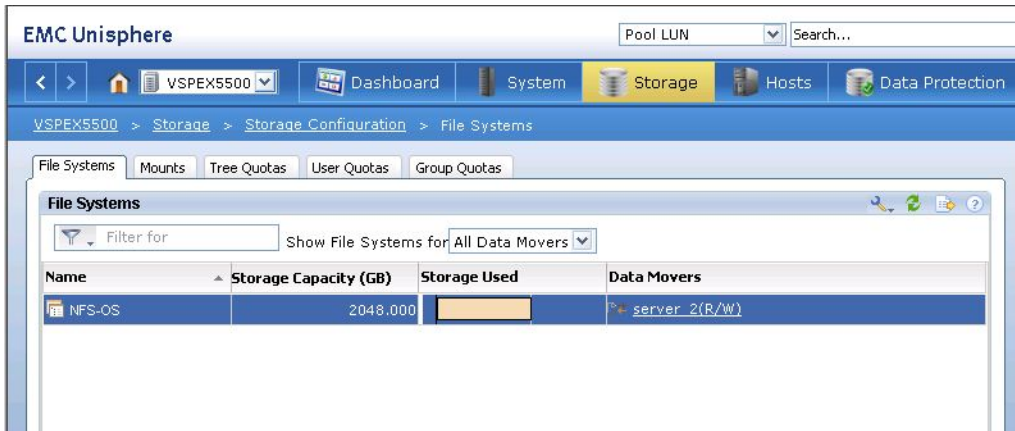 EMC Unisphere
Pool LUN Search...
VSPEX5500 Dashboard System Storage Hosts Data Protection
VSPEX5500 > Storage > Storage Configuration > File Systems
File Systems Mounts Tree Quotas User Quotas Group Quotas
File Systems
Filter for Show File Systems for All Data Movers
Name Storage Capacity (GB) Storage Used Data Movers
NFS-OS 2048.000 server_2(R/W)